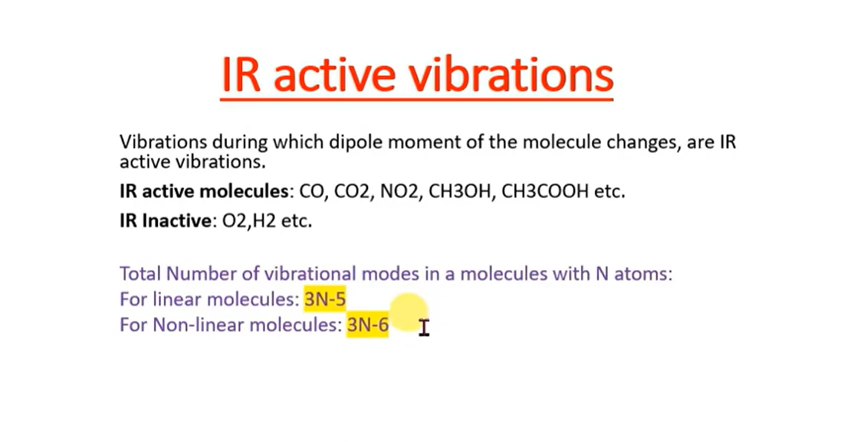 IR active vibrations
Vibrations during which dipole moment of the molecule changes, are IR
active vibrations.
IR active molecules: CO, CO2, NO2, CH3OH, CH3COOH etc.
IR Inactive: O2,H2 etc.
Total Number of vibrational modes in a molecules with N atoms:
For linear molecules: 3N-5
For Non-linear molecules: 3N-6